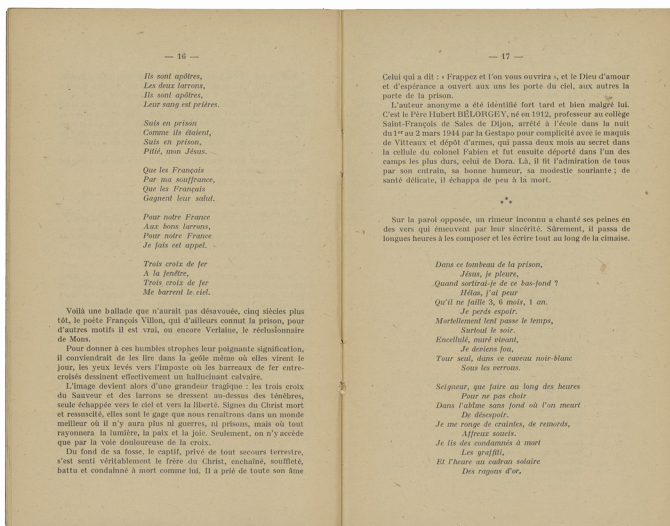 — 16 —
Ils sont apôtres,
Les deux larrons,
Ils sont apôtres,
Leur sang est prières.
Suis en prison
Comme ils étaient,
Suis en prison,
Pitié, mon Jésus.
Que les Français
Par ma souffrance,
Que les Français
Gagnent leur salut.
Pour notre France
Aux bons larrons,
Pour notre France
Je fais cet appel.
Trois croix de fer
A la fenêtre,
Trois croix de fer
Me barrent le ciel.
Voilà une ballade que n'aurait pas désavouée, cinq siècles plus
tôt, le poète François Villon, qui d'ailleurs connut la prison, pour
d'autres motifs il est vrai, ou encore Verlaine, le réclusionnaire
de Mons.
Pour donner à ces humbles strophes leur poignante signification,
il conviendrait de les lire dans la geôle même où elles virent le
jour, les yeux levés vers l'imposte où les barreaux de fer entre-
croisés dessinent effectivement un hallucinant calvaire.
L'image devient alors d'une grandeur tragique : les trois croix
du Sauveur et des larrons se dressent au-dessus des ténèbres,
seule échappée vers le ciel et vers la liberté. Signes du Christ mort
et ressuscité, elles sont le gage que nous renaîtrons dans un monde
meilleur où il n'y aura plus ni guerres, ni prisons, mais où tout
rayonnera la lumière, la paix et la joie. Seulement, on n'y accède
que par la voie douloureuse de la croix.
Du fond de sa fosse, le captif, privé de tout secours terrestre,
s'est senti véritablement le frère du Christ, enchaîné, souffleté,
battu et condamné à mort comme lui. Il a prié de toute son âme
— 17 —
Celui qui a dit : « Frappez et l'on vous ouvrira », et le Dieu d'amour
et d'espérance a ouvert aux uns les porte du ciel, aux autres la
porte de la prison.
L'auteur anonyme a été identifié fort tard et bien malgré lui.
C'est le Père Hubert BÉLORGEY, né en 1912, professeur au collège
Saint-François de Sales de Dijon, arrêté à l'école dans la nuit
du 1er au 2 mars 1944 par la Gestapo pour complicité avec le maquis
de Vitteaux et dépôt d'armes, qui passa deux mois au secret dans
la cellule du colonel Fabien et fut ensuite déporté dans l'un des
camps les plus durs, celui de Dora. Là, il fit l'admiration de tous
par son entrain, sa bonne humeur, sa modestie souriante ; de
santé délicate, il échappa de peu à la mort.
* * *
Sur la paroi opposée, un rimeur inconnu a chanté ses peines en
des vers qui émeuvent par leur sincérité. Sûrement, il passa de
longues heures à les composer et les écrire tout au long de la cimaise.
Dans ce tombeau de la prison,
Jésus, je pleure,
Quand sortirai-je de ce bas-fond ?
Hélas, j'ai peur
Qu'il ne faille 3, 6 mois, 1 an.
Je perds espoir.
Mortellement lent passe le temps,
Surtout le soir.
Encellulé, muré vivant,
Je deviens fou,
Tour seul, dans ce caveau noir-blanc
Sous les verrous.
Seigneur, que faire au long des heures
Pour ne pas choir
Dans l'abîme sans fond où l'on meurt
De désespoir.
Je me ronge de craintes, de remords,
Affreux soucis.
Je lis des condamnés à mort
Les graffiti,
Et l'heure au cadran solaire
Des rayons d'or,